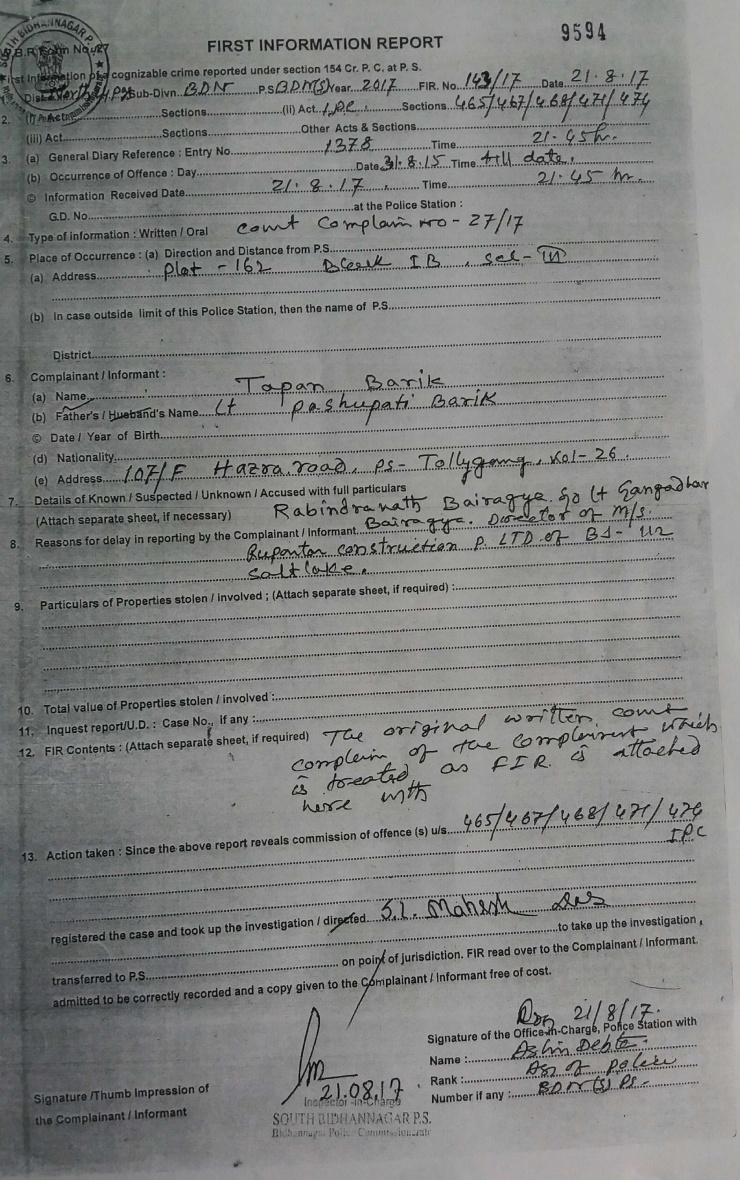 9594
SOUTH BIDHANNAGAR P.S.
FIRST INFORMATION REPORT
First Information of a cognizable crime reported under section 154 Cr. P. C. at P. S.
Dist North 24 Pgs Sub-Divn. BDN P.S BDN(S) Year 2017 FIR. No. 143/17 Date 21.8.17
2. (i) Act Sections (ii) Act IPC Sections 465/467/468/471/474
(iii) Act Sections Other Acts & Sections
3. (a) General Diary Reference : Entry No. 1378 Time 21.45 hr.
(b) Occurrence of Offence : Day Date 31.8.15 Time till date.
© Information Received Date 21.8.17 Time 21.45 hr.
G.D. No. at the Police Station :
4. Type of information : Written / Oral Court Complain no - 27/17
5. Place of Occurrence : (a) Direction and Distance from P.S.
(a) Address : Plot - 162 Block IB, Sec - III
(b) In case outside limit of this Police Station, then the name of P.S.
District
6. Complainant / Informant :
(a) Name Tapan Barik
(b) Father's / Husband's Name Lt Pashupati Barik
© Date / Year of Birth
(d) Nationality
(e) Address 107/F Hazra road, Ps - Tollygang, Kol - 26.
7. Details of Known / Suspected / Unknown / Accused with full particulars
(Attach separate sheet, if necessary) Rabindranath Bairagya S/o Lt Gangadhar
8. Reasons for delay in reporting by the Complainant / Informant Bairagya. Director of M/s.
Rupantar construction P. LTD of BJ - 112
Saltlake.
9. Particulars of Properties stolen / involved ; (Attach separate sheet, if required) :
10. Total value of Properties stolen / involved :
11. Inquest report/U.D. : Case No., if any :
12. FIR Contents : (Attach separate sheet, if required) The original written court
complain of the complainant which
is treated as FIR is attached
here with
13. Action taken : Since the above report reveals commission of offence (s) u/s 465/467/468/471/474
IPC
registered the case and took up the investigation / directed S.I. Mahesh Das
to take up the investigation,
transferred to P.S. on point of jurisdiction. FIR read over to the Complainant / Informant.
admitted to be correctly recorded and a copy given to the Complainant / Informant free of cost.
21/8/17.
Signature of the Office-in-Charge, Police Station with
Name :
Rank : ASI of Police
Number if any : BDN(S) PS.
21.08.17
Signature /Thumb Impression of
the Complainant / Informant
Inspector-in-Charge
SOUTH BIDHANNAGAR P.S.
Bidhannagar Police Commissionerate